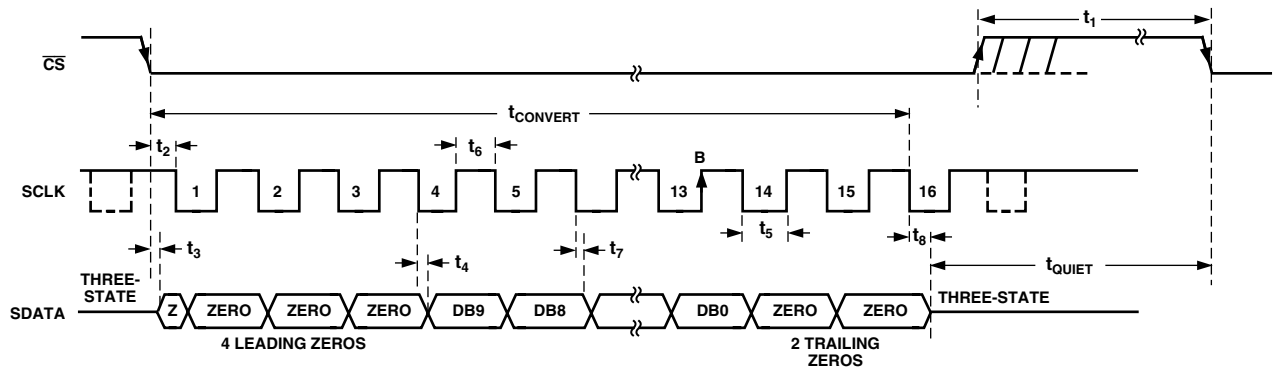 t1
CS
tCONVERT
t2
t6
B
SCLK
1
2
3
4
5
13
14
15
16
t3
t4
t7
t5
t8
tQUIET
THREE-
STATE
THREE-STATE
SDATA
Z
ZERO
ZERO
ZERO
DB9
DB8
DB0
ZERO
ZERO
4 LEADING ZEROS
2 TRAILING
ZEROS